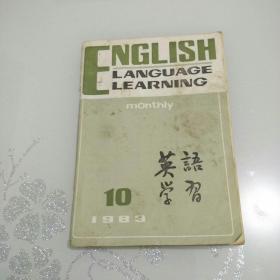 ENGLISH
LANGUAGE
LEARNING
monthly
英語
学習
10
1983